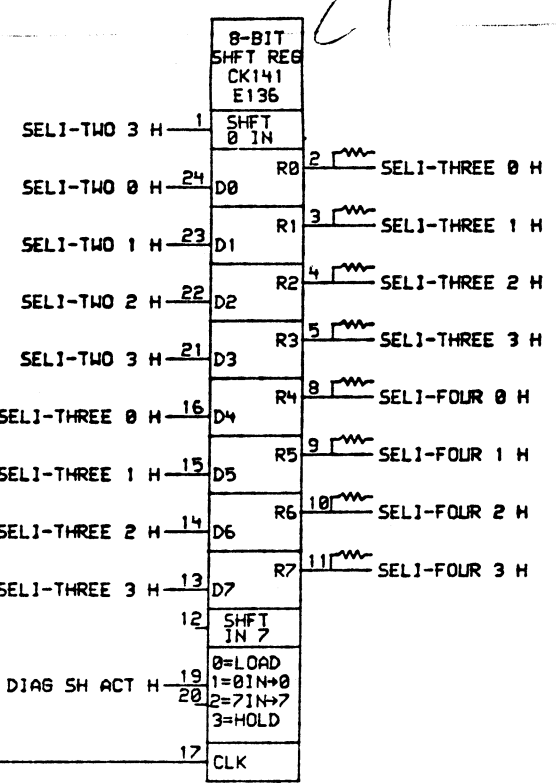 8-BIT
SHFT REG
CK141
E136
SELI-TWO 3 H 1 SHFT
0 IN
R0 2 SELI-THREE 0 H
SELI-TWO 0 H 24 D0
R1 3 SELI-THREE 1 H
SELI-TWO 1 H 23 D1
R2 4 SELI-THREE 2 H
SELI-TWO 2 H 22 D2
R3 5 SELI-THREE 3 H
SELI-TWO 3 H 21 D3
R4 8 SELI-FOUR 0 H
SELI-THREE 0 H 16 D4
R5 9 SELI-FOUR 1 H
SELI-THREE 1 H 15 D5
R6 10 SELI-FOUR 2 H
SELI-THREE 2 H 14 D6
R7 11 SELI-FOUR 3 H
SELI-THREE 3 H 13 D7
12 SHFT
IN 7
0=LOAD
DIAG SH ACT H 19 1=0IN→0
20 2=7IN→7
3=HOLD
17 CLK